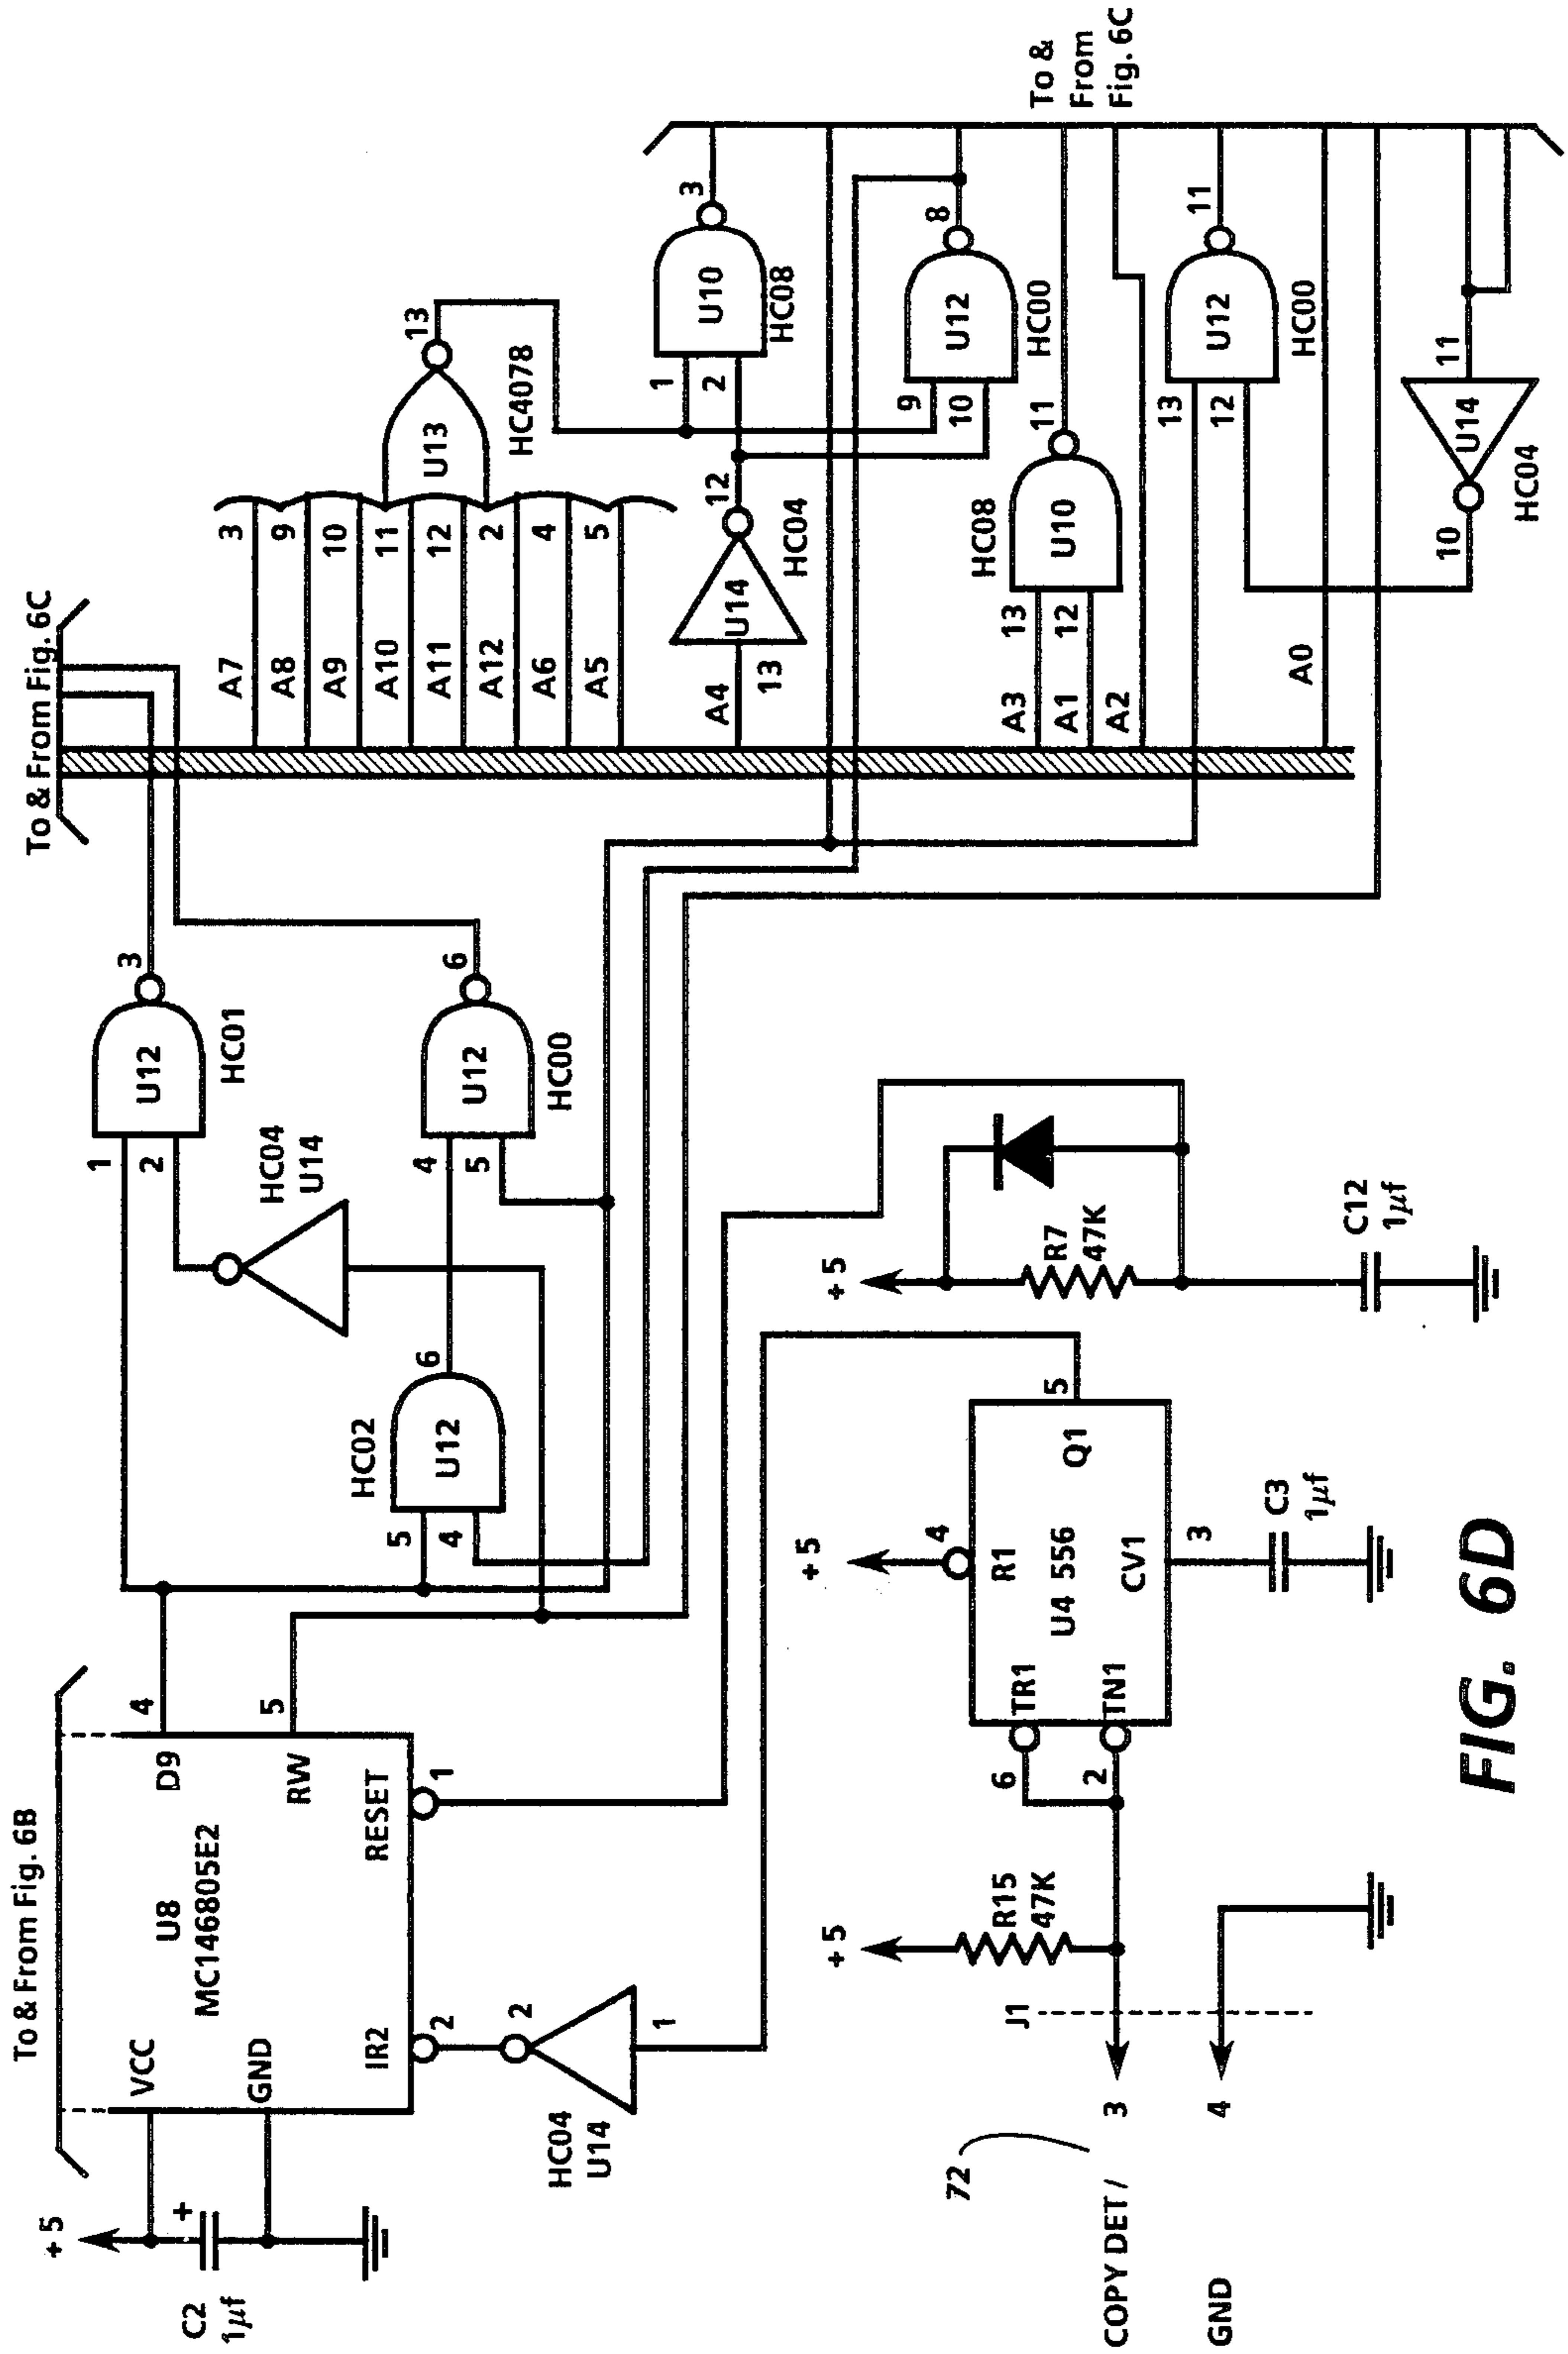 To & From Fig. 6B
+5
C2
1µf
+
VCC
GND
U8
MC146805E2
D9
4
RW
5
IR2
2
RESET
1
2
HC04
U14
1
To & From Fig. 6C
HC02
5
4
U12
6
HC04
U14
1
2
U12
3
HC01
4
5
U12
6
HC00
A7
3
A8
9
A9
10
A10
11
A11
12
A12
2
A6
4
A5
5
U13
13
HC4078
A4
13
U14
12
HC04
1
2
U10
3
HC08
9
10
U12
8
HC00
A3
13
A1
12
A2
HC08
U10
11
13
12
U12
11
HC00
A0
10
U14
11
HC04
To &
From
Fig. 6C
+5
R7
47K
C12
1µf
+5
4
R1
U4 556
Q1
5
TR1
6
TN1
2
CV1
3
C3
1µf
+5
R15
47K
J1
72
COPY DET /
3
GND
4
FIG. 6D